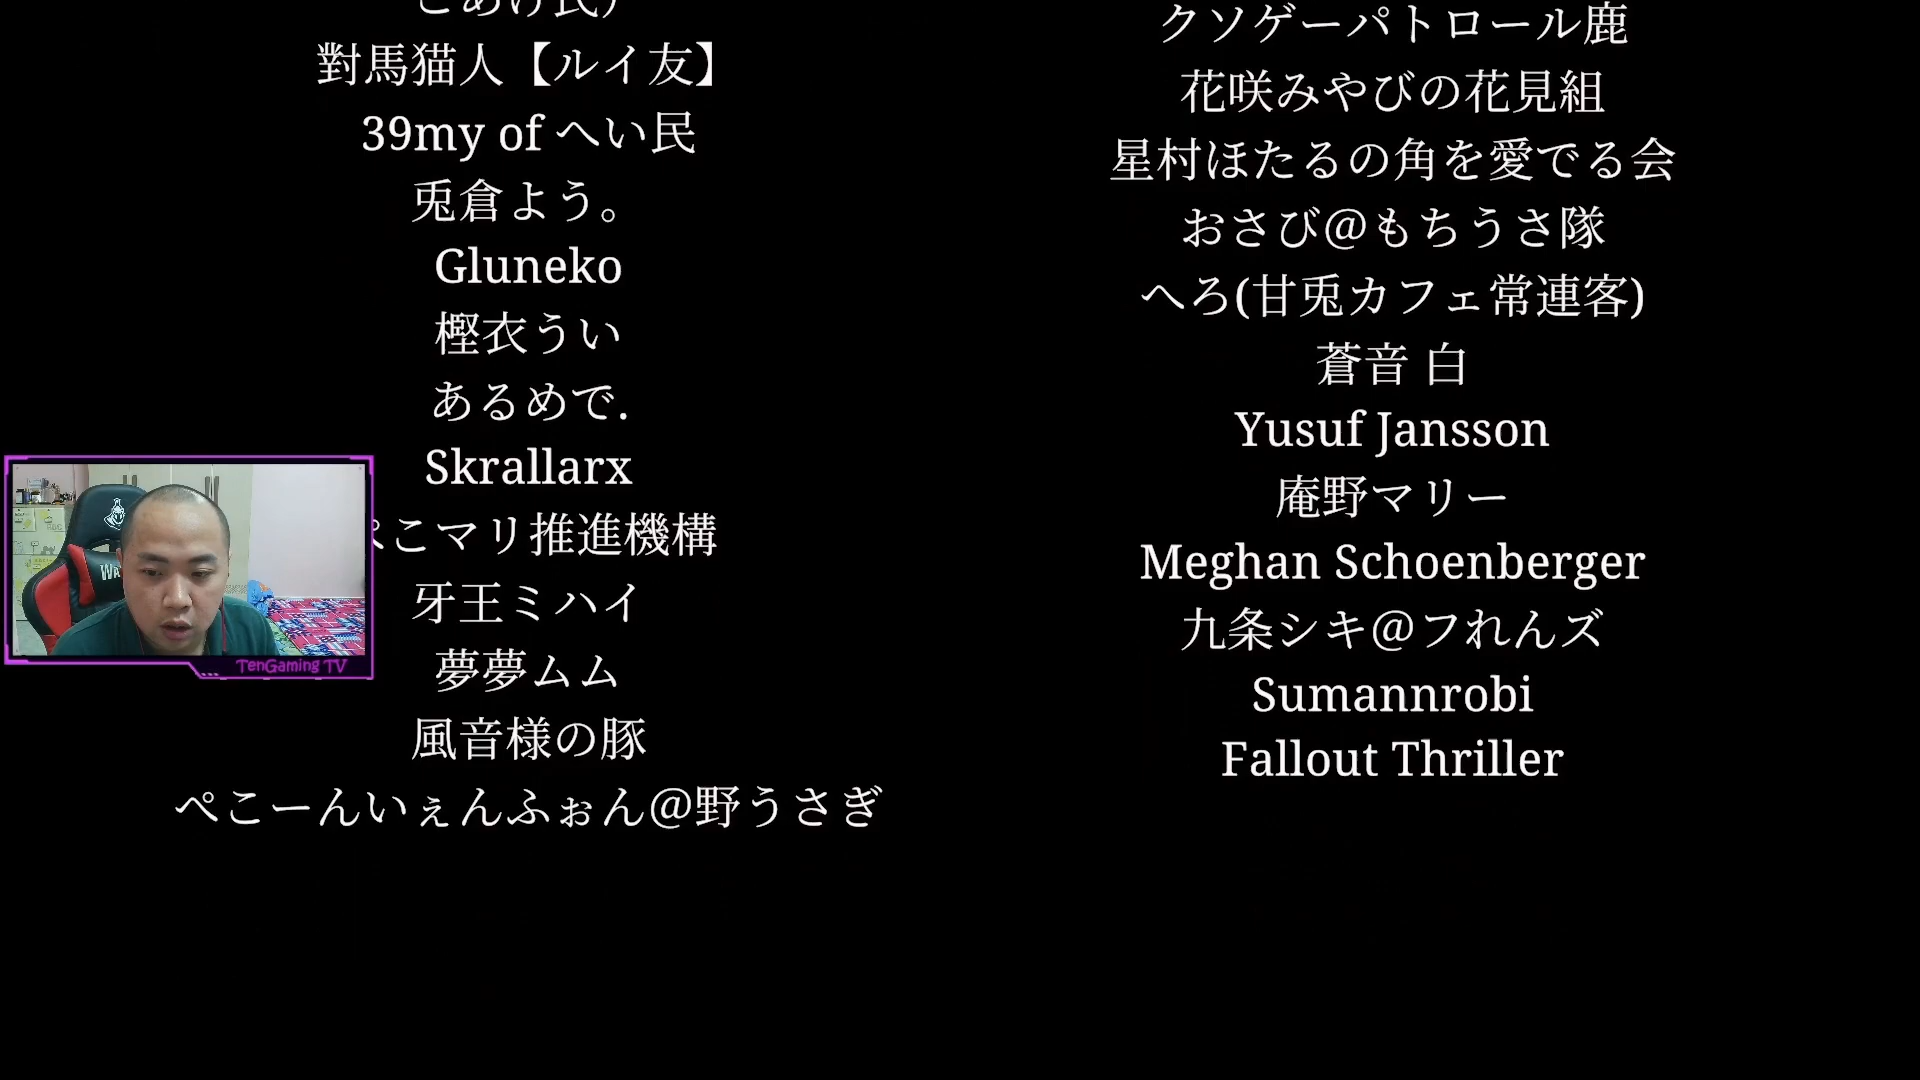 對馬猫人【ルイ友】
39my of へい民
兎倉よう。
Gluneko
樫衣うい
あるめで.
Skrallarx
こマリ推進機構
牙王ミハイ
夢夢ムム
風音様の豚
ぺこーんいぇんふぉん@野うさぎ
クソゲーパトロール鹿
花咲みやびの花見組
星村ほたるの角を愛でる会
おさび@もちうさ隊
へろ(甘兎カフェ常連客)
蒼音 白
Yusuf Jansson
庵野マリー
Meghan Schoenberger
九条シキ@フれんズ
Sumannrobi
Fallout Thriller
TenGaming TV